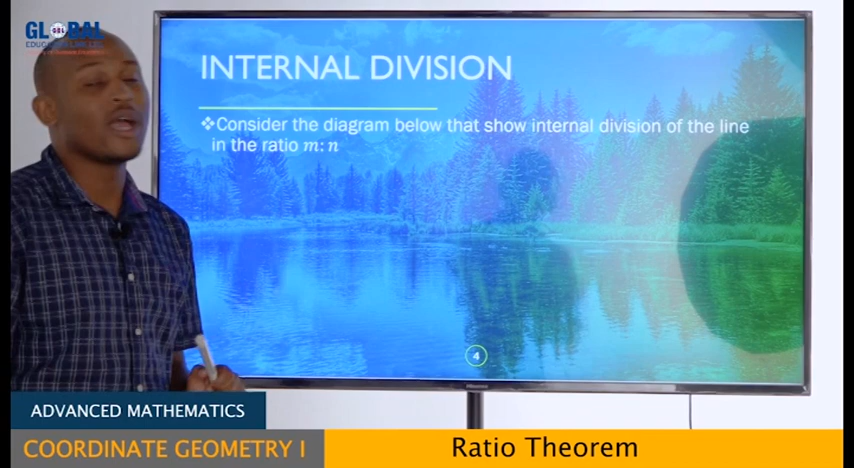 GLOBAL
INTERNAL DIVISION
❖Consider the diagram below that show internal division of the line
in the ratio m: n
4
Hisense
ADVANCED MATHEMATICS
COORDINATE GEOMETRY I
Ratio Theorem